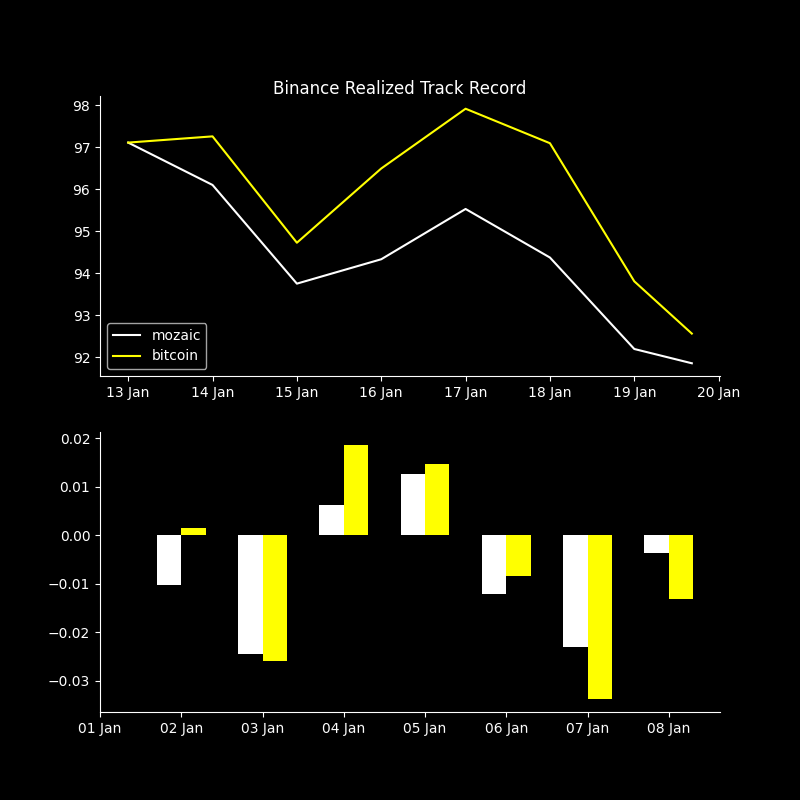 Binance Realized Track Record
98
97
96
95
94
93
92
mozaic
bitcoin
13 Jan 14 Jan 15 Jan 16 Jan 17 Jan 18 Jan 19 Jan 20 Jan
0.02
0.01
0.00
−0.01
−0.02
−0.03
01 Jan 02 Jan 03 Jan 04 Jan 05 Jan 06 Jan 07 Jan 08 Jan